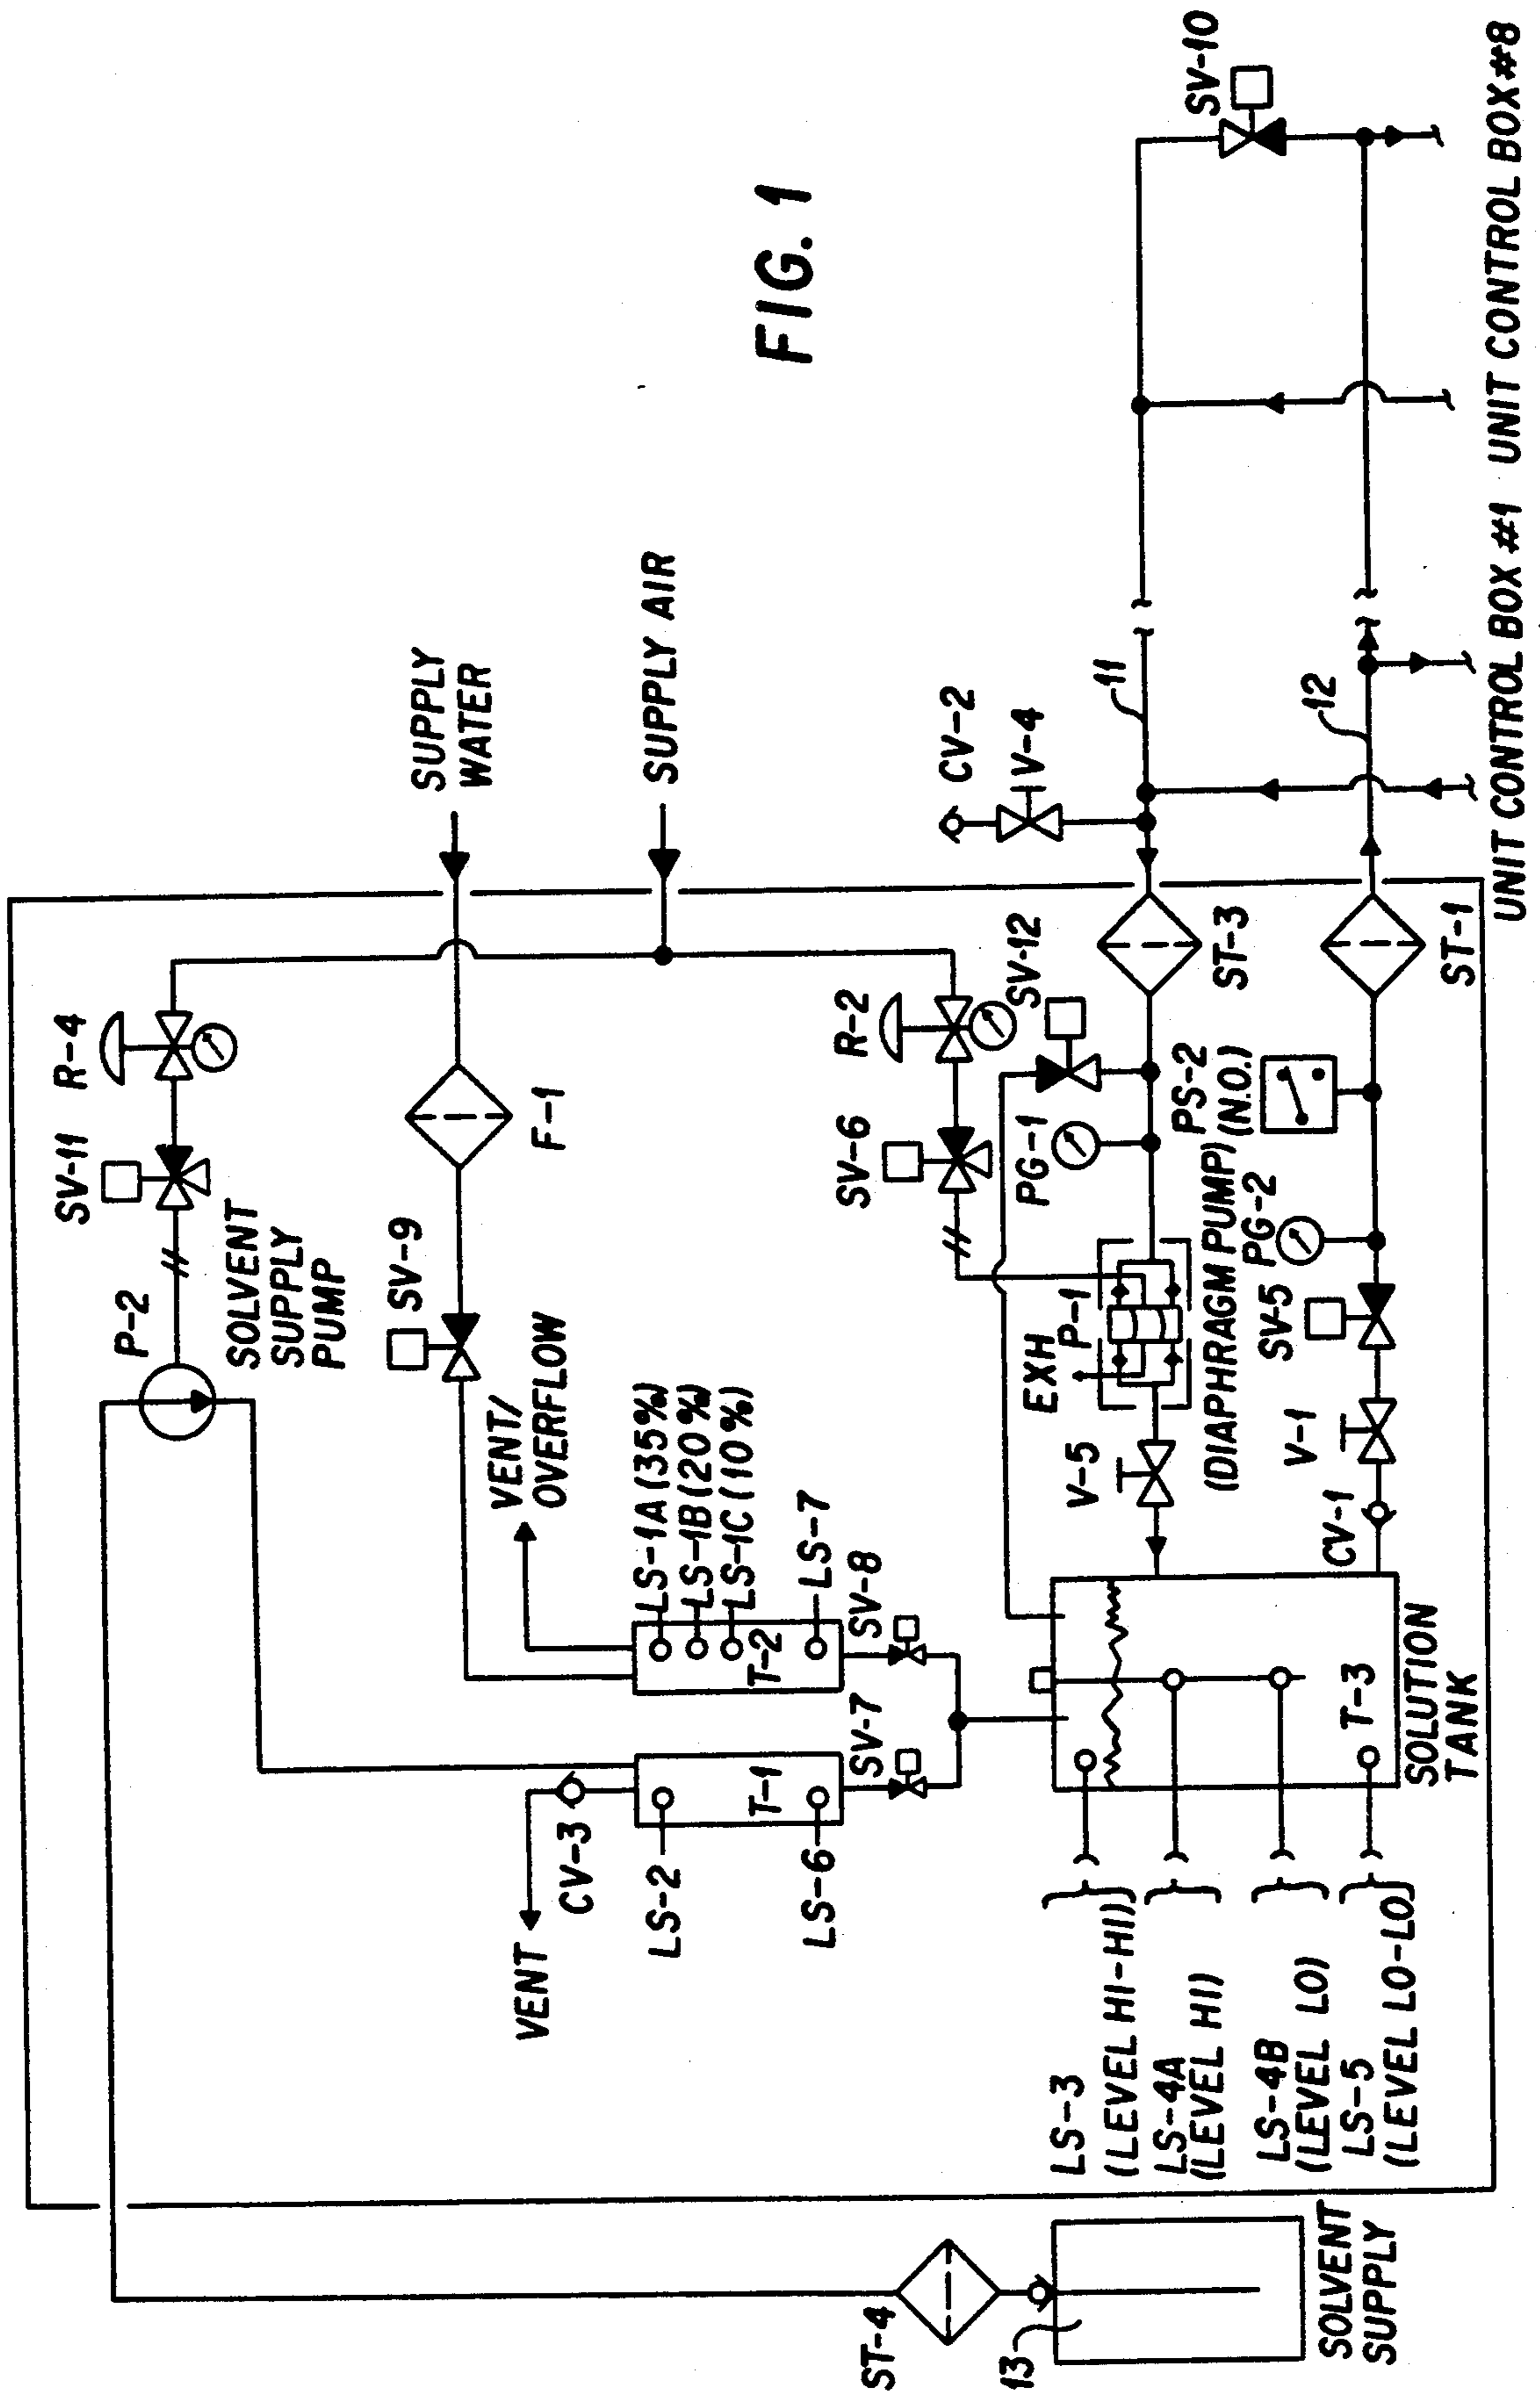 R-4
SV-11
P-2
SOLVENT
SUPPLY
PUMP
SUPPLY
WATER
F-1
SV-9
SUPPLY AIR
VENT/
OVERFLOW
LS-1A(35%)
LS-1B(20%)
LS-1C(10%)
LS-7
T-2
SV-8
VENT
CV-3
LS-2
LS-6
T-1
SV-7
R-2
SV-6
SV-12
PG-1
EXH
P-1
(DIAPHRAGM PUMP)
V-5
ST-3
CV-2
V-4
11
SV-10
PS-2
(N.O.)
PG-2
SV-5
V-1
CV-1
ST-1
12
LS-3
(LEVEL HI-HI)
LS-4A
(LEVEL HI)
LS-4B
(LEVEL LO)
LS-5
(LEVEL LO-LO)
T-3
SOLUTION
TANK
ST-4
13
SOLVENT
SUPPLY
UNIT CONTROL BOX #1
UNIT CONTROL BOX #8
FIG. 1